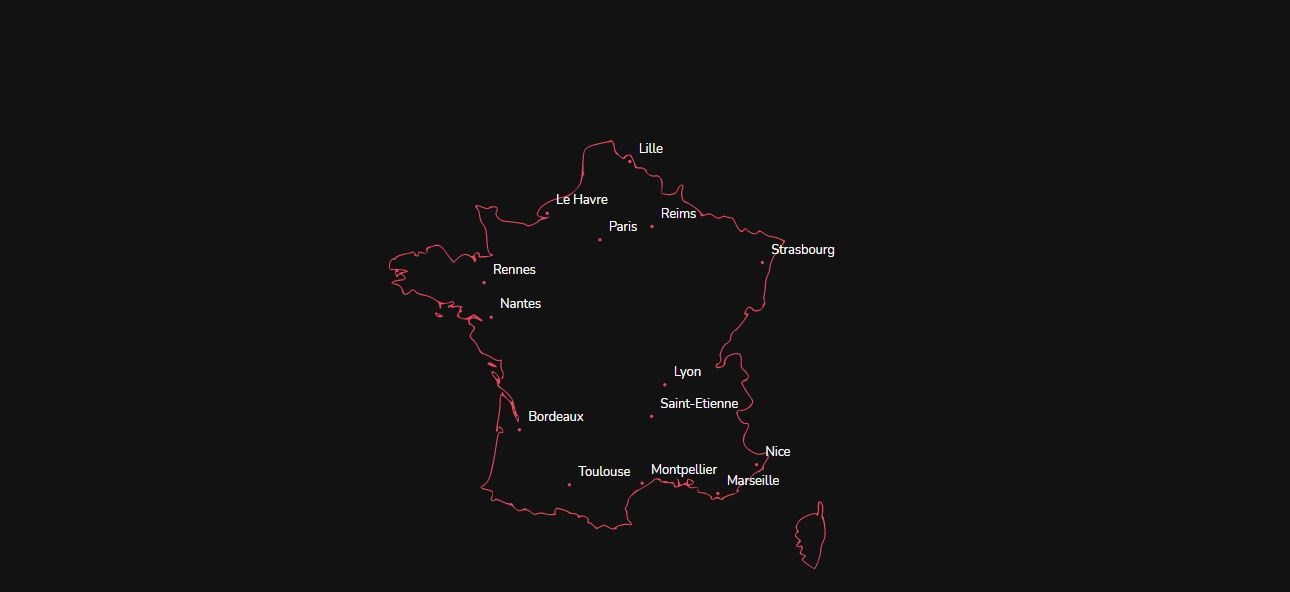 Lille
Le Havre
Reims
Paris
Strasbourg
Rennes
Nantes
Lyon
Saint-Etienne
Bordeaux
Nice
Toulouse
Montpellier
Marseille